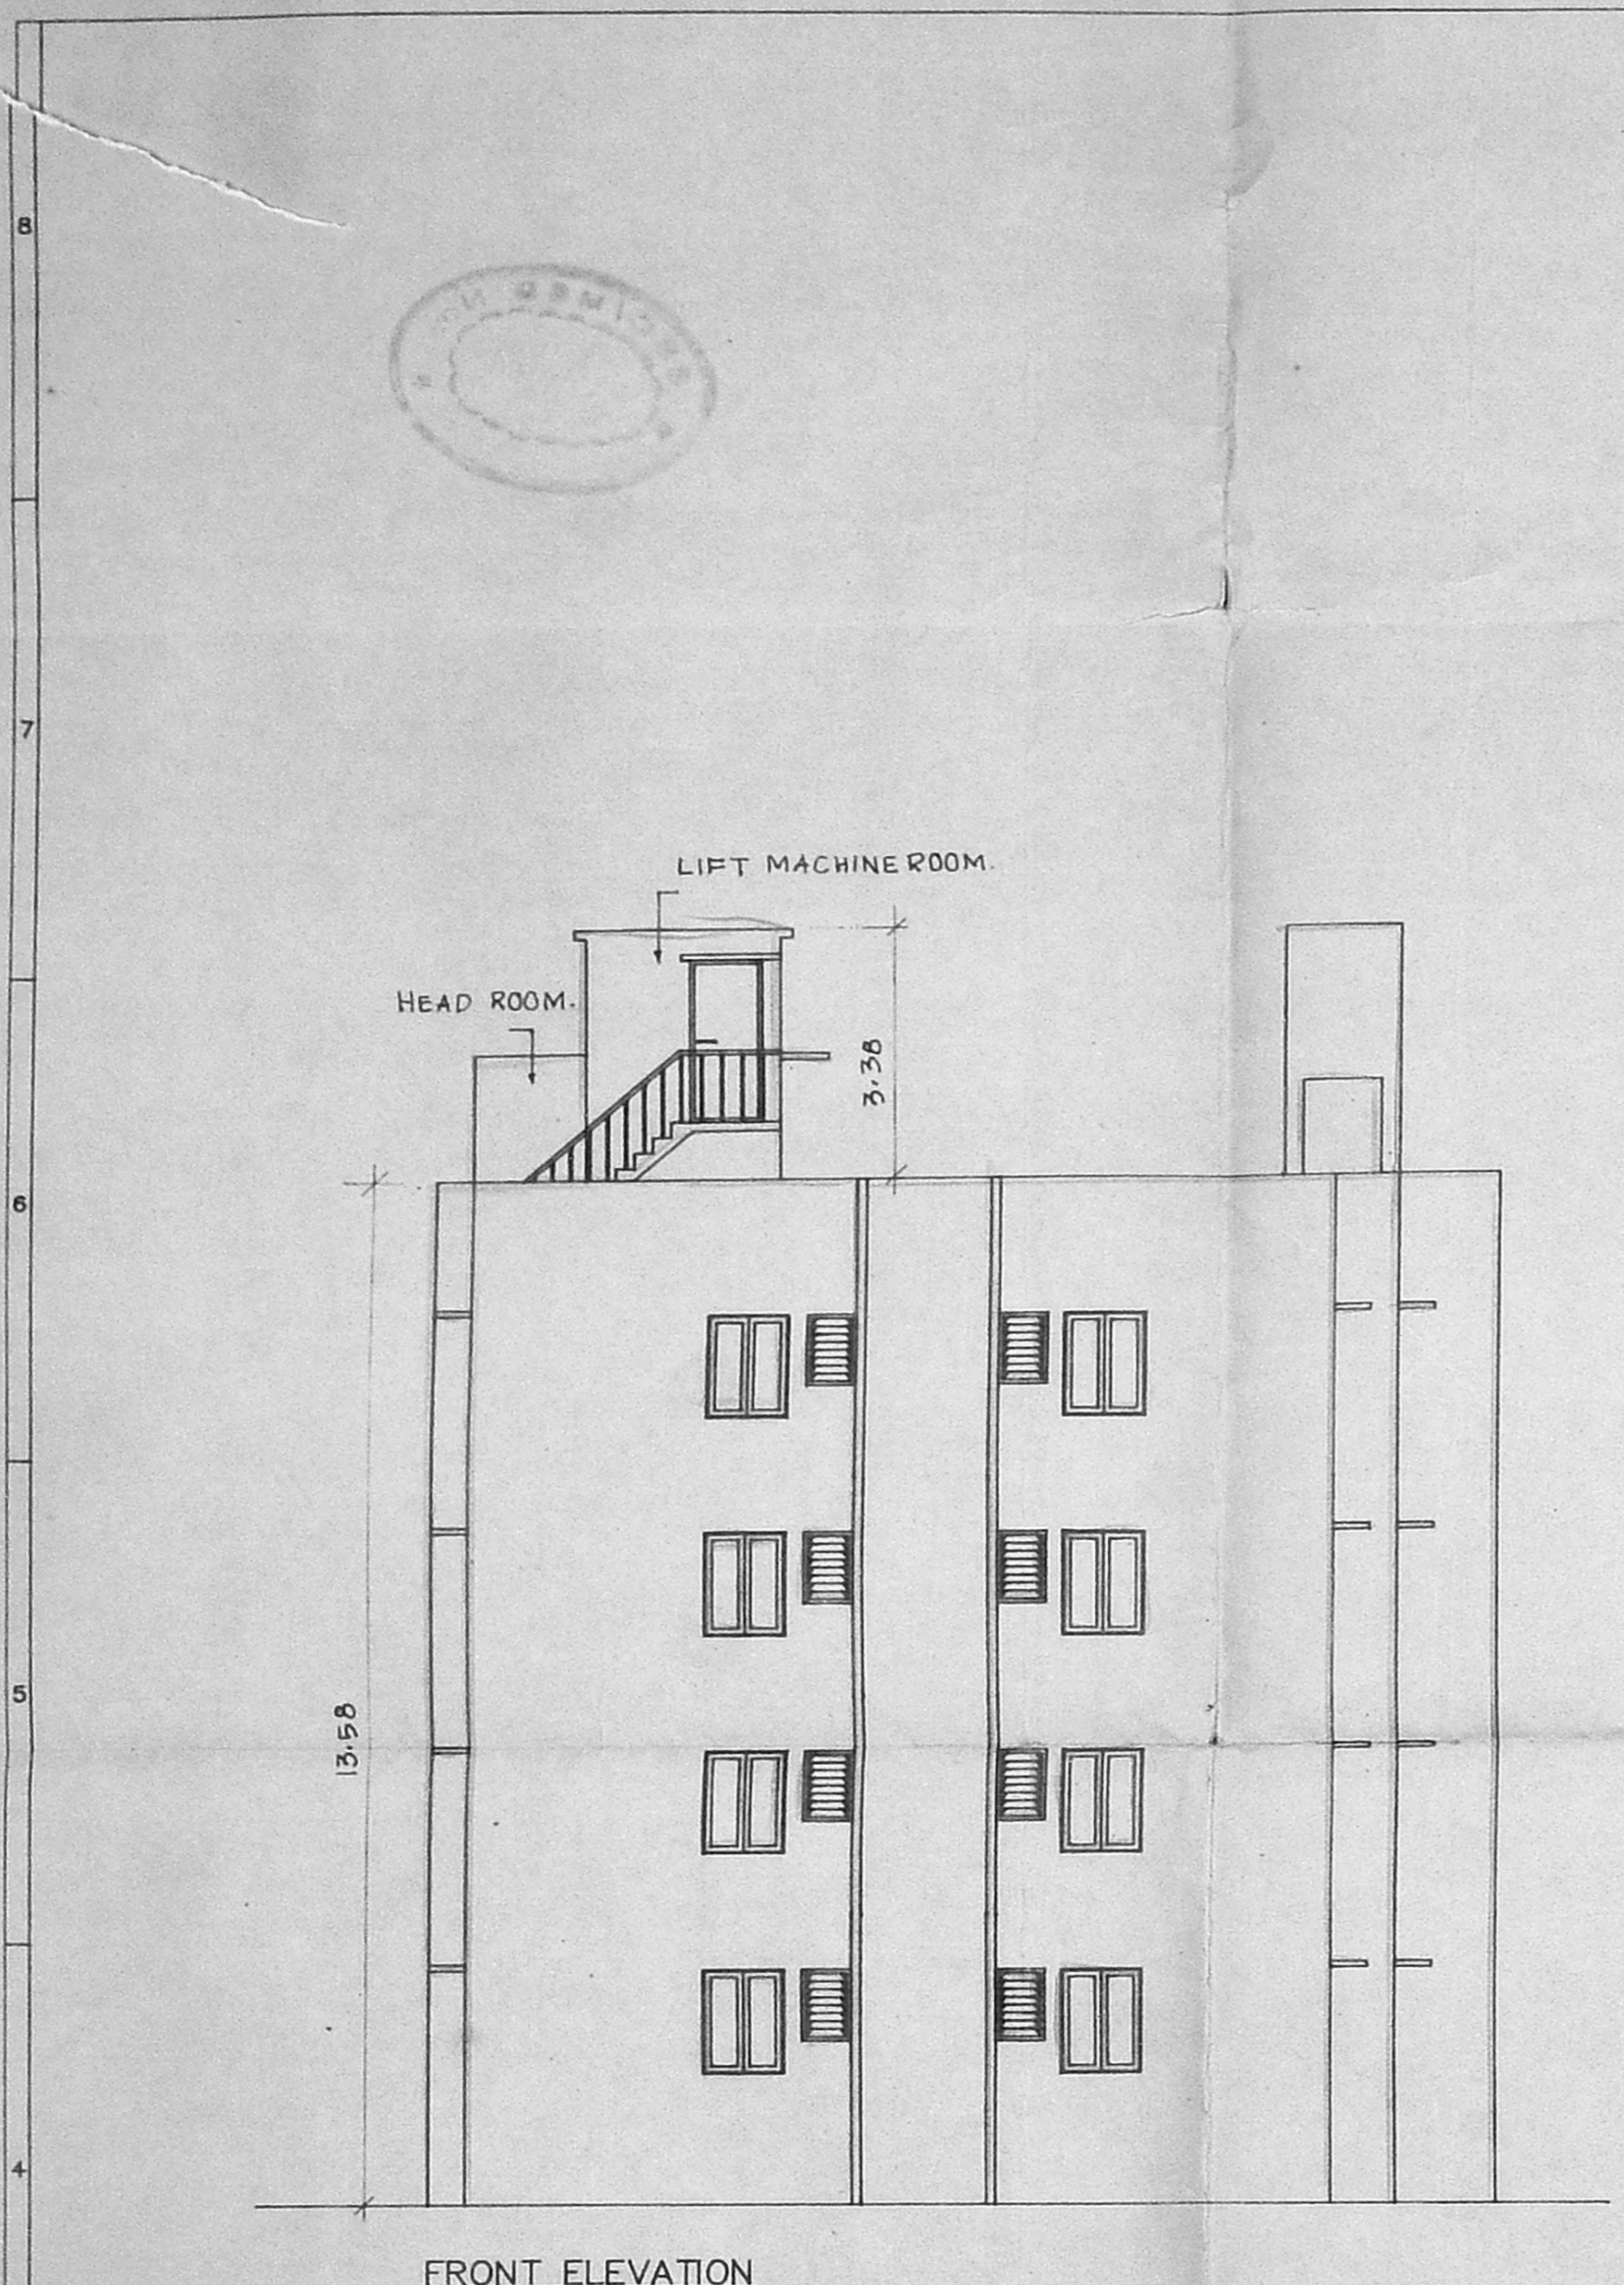 8
7
LIFT MACHINE ROOM.
HEAD ROOM.
3.38
6
5
13.58
4
FRONT ELEVATION